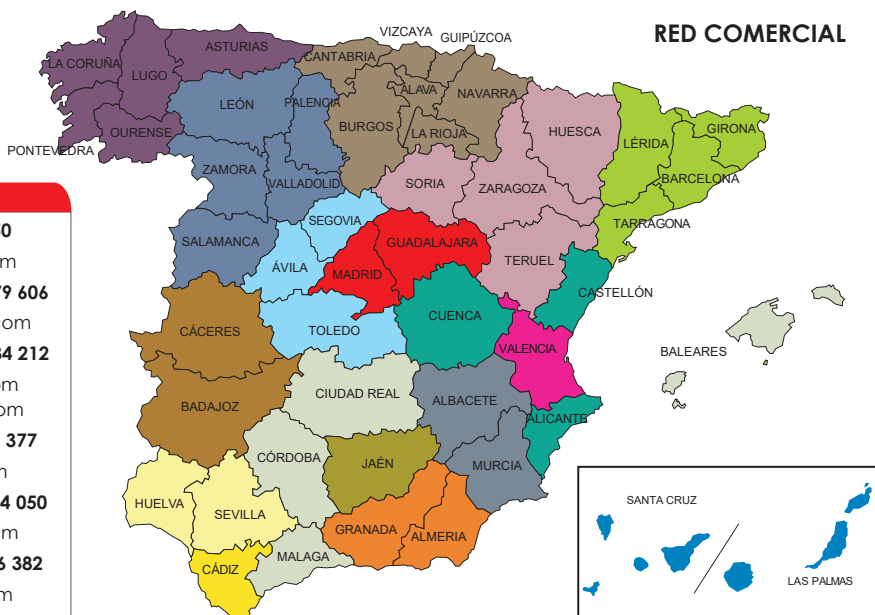 RED COMERCIAL
VIZCAYA
GUIPÚZCOA
ASTURIAS
CANTABRIA
LA CORUÑA
LUGO
ÁLAVA
NAVARRA
LEÓN
PALENCIA
BURGOS
LA RIOJA
HUESCA
GIRONA
OURENSE
LÉRIDA
PONTEVEDRA
ZAMORA
VALLADOLID
SORIA
ZARAGOZA
BARCELONA
SEGOVIA
TARRAGONA
SALAMANCA
GUADALAJARA
ÁVILA
MADRID
TERUEL
CASTELLÓN
CÁCERES
TOLEDO
CUENCA
VALENCIA
BALEARES
CIUDAD REAL
ALBACETE
BADAJOZ
ALICANTE
CÓRDOBA
JAÉN
MURCIA
HUELVA
SEVILLA
GRANADA
ALMERIA
MALAGA
CÁDIZ
SANTA CRUZ
LAS PALMAS
0
m
79 606
com
34 212
om
om
377
m
4 050
om
6 382
m